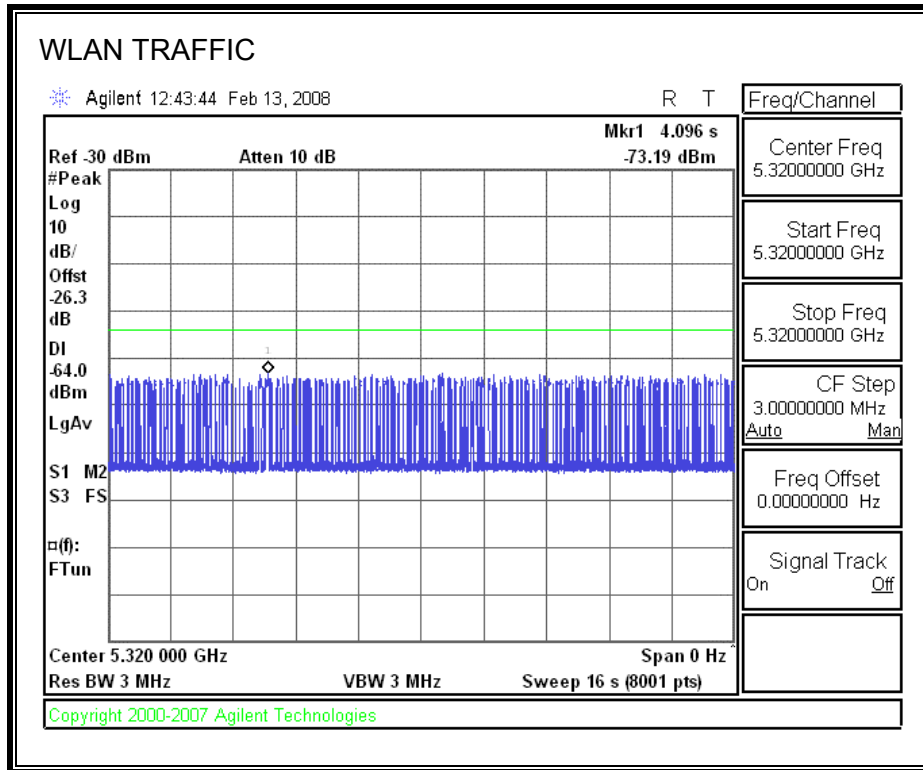 WLAN TRAFFIC
Agilent 12:43:44 Feb 13, 2008 R T
Mkr1 4.096 s
Ref -30 dBm Atten 10 dB -73.19 dBm
#Peak
Log
10
dB/
Offst
-26.3
dB
DI
-64.0
dBm
LgAv
S1 M2
S3 FS
¤(f):
FTun
1
Center 5.320 000 GHz Span 0 Hz^
Res BW 3 MHz VBW 3 MHz Sweep 16 s (8001 pts)
Copyright 2000-2007 Agilent Technologies
Freq/Channel
Center Freq
5.32000000 GHz
Start Freq
5.32000000 GHz
Stop Freq
5.32000000 GHz
CF Step
3.00000000 MHz
Auto Man
Freq Offset
0.00000000 Hz
Signal Track
On Off